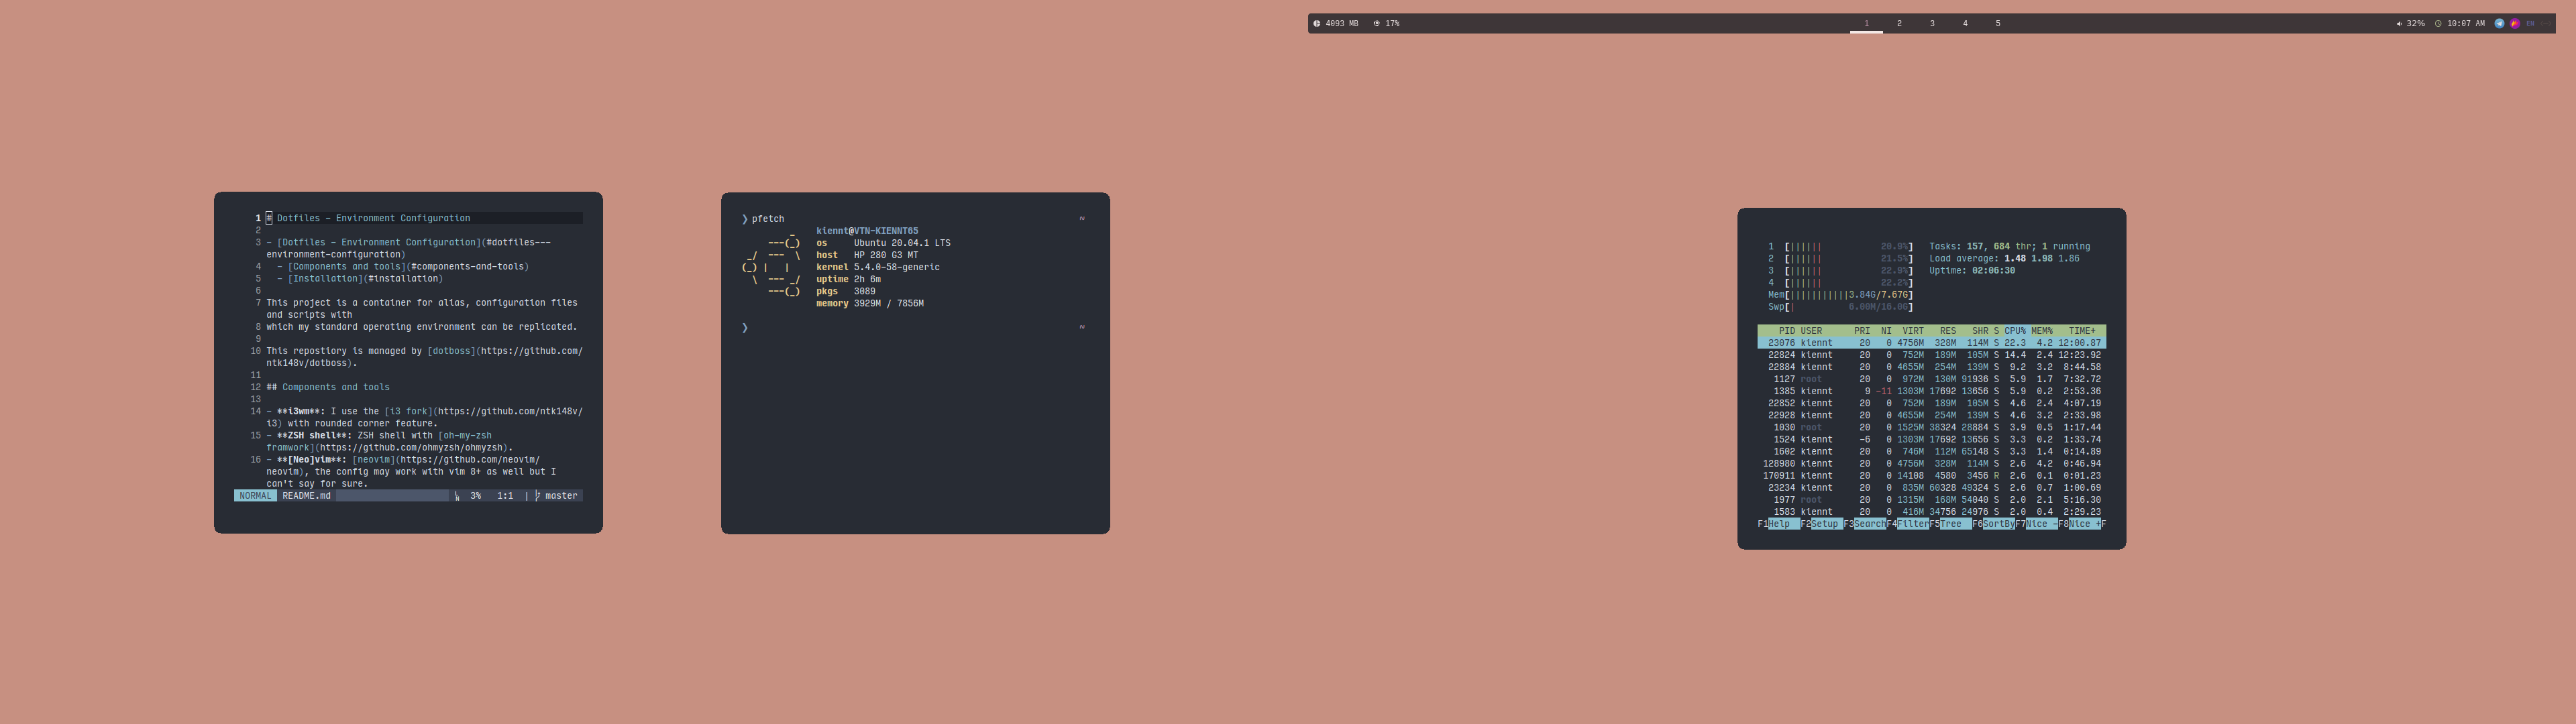 4093 MB 17% 1 2 3 4 5 32% 10:07 AM EN
1 # Dotfiles - Environment Configuration
2
3 - [Dotfiles - Environment Configuration](#dotfiles---
environment-configuration)
4   - [Components and tools](#components-and-tools)
5   - [Installation](#installation)
6
7 This project is a container for alias, configuration files
and scripts with
8 which my standard operating environment can be replicated.
9
10 This repostiory is managed by [dotboss](https://github.com/
ntk148v/dotboss).
11
12 ## Components and tools
13
14 - **i3wm**: I use the [i3 fork](https://github.com/ntk148v/
i3) with rounded corner feature.
15 - **ZSH shell**: ZSH shell with [oh-my-zsh
framwork](https://github.com/ohmyzsh/ohmyzsh).
16 - **[Neo]vim**: [neovim](https://github.com/neovim/
neovim), the config may work with vim 8+ as well but I
can't say for sure.
NORMAL README.md 3% 1:1 | master
❯ pfetch ~
kiennt@VTN-KIENNT65
os Ubuntu 20.04.1 LTS
host HP 280 G3 MT
kernel 5.4.0-58-generic
uptime 2h 6m
pkgs 3089
memory 3929M / 7856M
❯ ~
1 [|||||| 20.9%] Tasks: 157, 684 thr; 1 running
2 [|||||| 21.5%] Load average: 1.48 1.98 1.86
3 [|||||| 22.9%] Uptime: 02:06:30
4 [|||||| 22.2%]
Mem[|||||||||||3.84G/7.67G]
Swp[| 6.00M/16.0G]
PID USER PRI NI VIRT RES SHR S CPU% MEM% TIME+
23076 kiennt 20 0 4756M 328M 114M S 22.3 4.2 12:00.87
22824 kiennt 20 0 752M 189M 105M S 14.4 2.4 12:23.92
22884 kiennt 20 0 4655M 254M 139M S 9.2 3.2 8:44.58
1127 root 20 0 972M 130M 91936 S 5.9 1.7 7:32.72
1385 kiennt 9 -11 1303M 17692 13656 S 5.9 0.2 2:53.36
22852 kiennt 20 0 752M 189M 105M S 4.6 2.4 4:07.19
22928 kiennt 20 0 4655M 254M 139M S 4.6 3.2 2:33.98
1030 root 20 0 1525M 38324 28884 S 3.9 0.5 1:17.44
1524 kiennt -6 0 1303M 17692 13656 S 3.3 0.2 1:33.74
1602 kiennt 20 0 746M 112M 65148 S 3.3 1.4 0:14.89
128980 kiennt 20 0 4756M 328M 114M S 2.6 4.2 0:46.94
170911 kiennt 20 0 14108 4580 3456 R 2.6 0.1 0:01.23
23234 kiennt 20 0 835M 60328 49324 S 2.6 0.7 1:00.69
1977 root 20 0 1315M 168M 54040 S 2.0 2.1 5:16.30
1583 kiennt 20 0 416M 34756 24976 S 2.0 0.4 2:29.23
F1Help F2Setup F3SearchF4FilterF5Tree F6SortByF7Nice -F8Nice +F